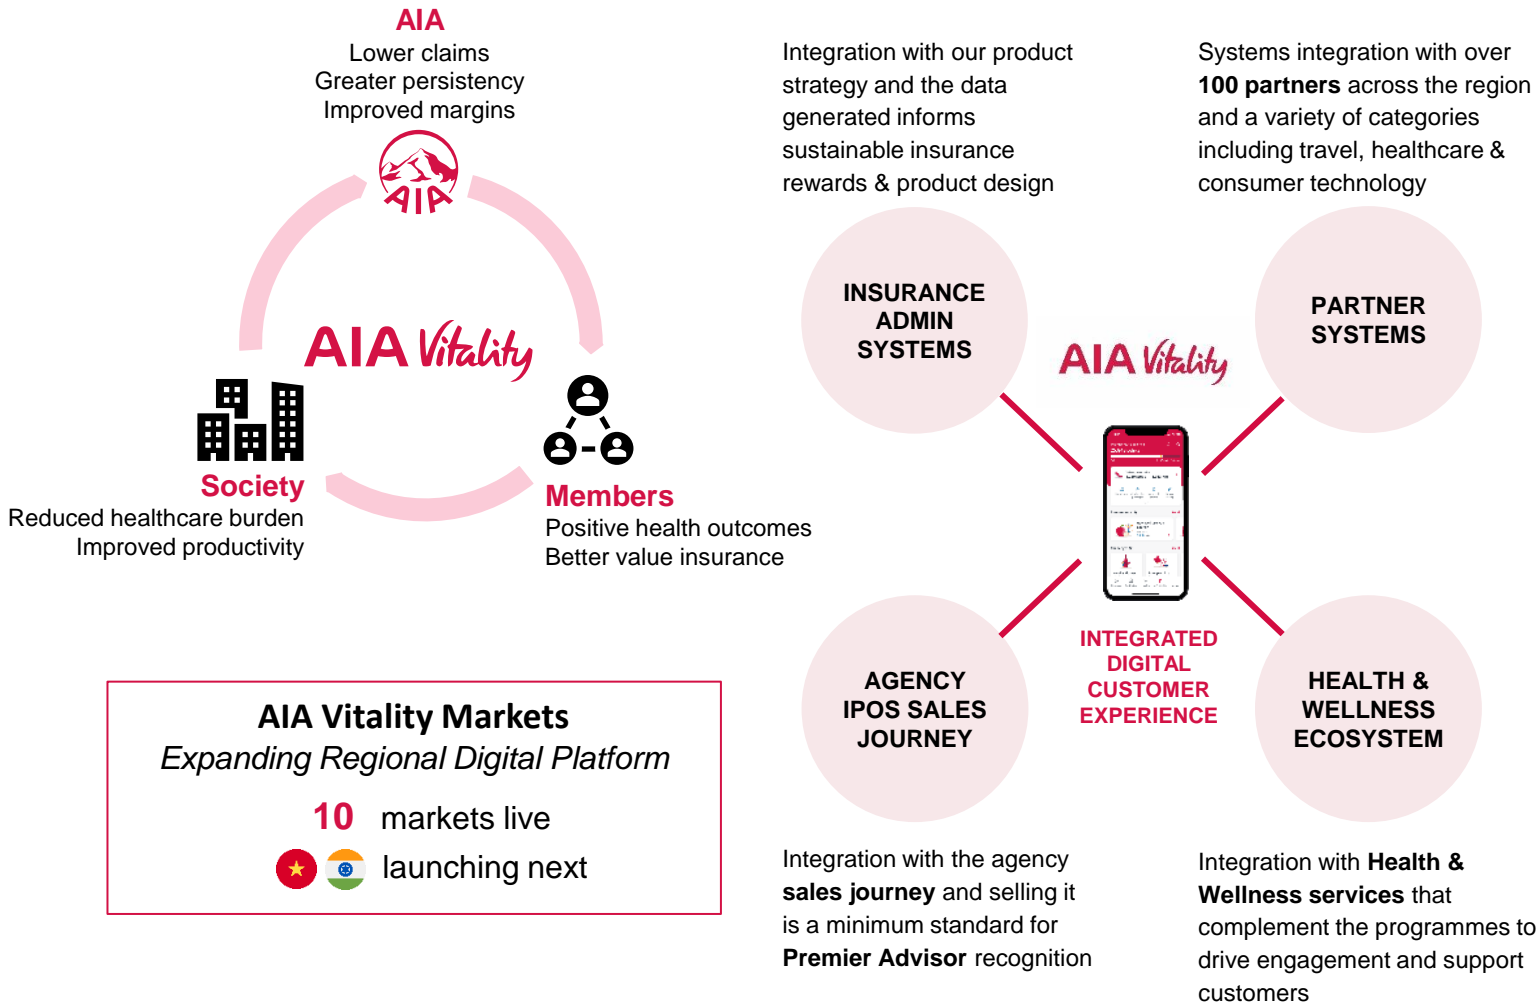 AIA
Lower claims
Greater persistency
Improved margins
AIA
AIA Vitality
Society
Reduced healthcare burden
Improved productivity
Members
Positive health outcomes
Better value insurance
AIA Vitality Markets
Expanding Regional Digital Platform
10 markets live
launching next
Integration with our product
strategy and the data
generated informs
sustainable insurance
rewards & product design
Systems integration with over
100 partners across the region
and a variety of categories
including travel, healthcare &
consumer technology
INSURANCE
ADMIN
SYSTEMS
PARTNER
SYSTEMS
AIA Vitality
INTEGRATED
DIGITAL
CUSTOMER
EXPERIENCE
AGENCY
IPOS SALES
JOURNEY
HEALTH &
WELLNESS
ECOSYSTEM
Integration with the agency
sales journey and selling it
is a minimum standard for
Premier Advisor recognition
Integration with Health &
Wellness services that
complement the programmes to
drive engagement and support
customers